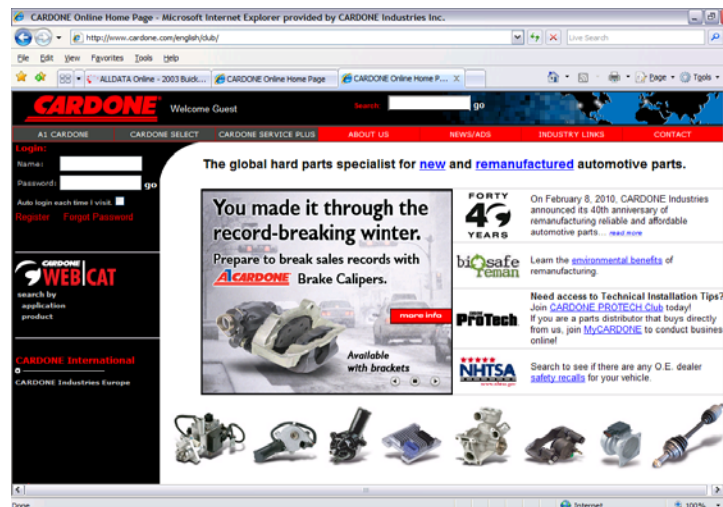 CARDONE Online Home Page - Microsoft Internet Explorer provided by CARDONE Industries Inc.
http://www.cardone.com/english/club/
Live Search
File Edit View Favorites Tools Help
ALLDATA Online - 2003 Buick... CARDONE Online Home Page CARDONE Online Home P... X
Page Tools
CARDONE Welcome Guest Search: go
A1 CARDONE CARDONE SELECT CARDONE SERVICE PLUS ABOUT US NEWS/ADS INDUSTRY LINKS CONTACT
Login:
Name:
Password: go
Auto login each time I visit.
Register Forgot Password
CARDONE
WEBCAT
search by
application
product
CARDONE International
CARDONE Industries Europe
The global hard parts specialist for new and remanufactured automotive parts.
You made it through the
record-breaking winter.
Prepare to break sales records with
A1 CARDONE Brake Calipers.
more info
Available
with brackets
FORTY
40
YEARS
On February 8, 2010, CARDONE Industries
announced its 40th anniversary of
remanufacturing reliable and affordable
automotive parts... read more
biosafe
reman
Learn the environmental benefits of
remanufacturing.
ProTech
Need access to Technical Installation Tips?
Join CARDONE PROTECH Club today!
If you are a parts distributor that buys directly
from us, join MyCARDONE to conduct busines
online!
NHTSA
www.nhtsa.gov
Search to see if there are any O.E. dealer
safety recalls for your vehicle.
Done Internet 100%